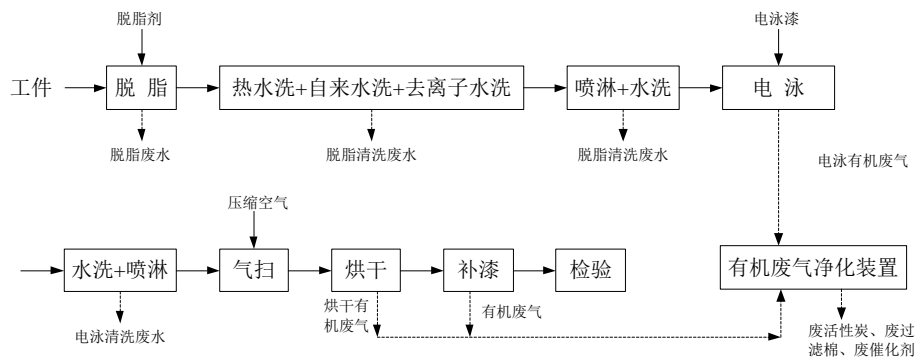 脱脂剂
电泳漆
工件
脱 脂
热水洗+自来水洗+去离子水洗
喷淋+水洗
电 泳
脱脂废水
脱脂清洗废水
脱脂清洗废水
电泳有机废气
压缩空气
水洗+喷淋
气扫
烘干
补漆
检验
有机废气净化装置
电泳清洗废水
烘干有
机废气
有机废气
废活性炭、废过
滤棉、废催化剂